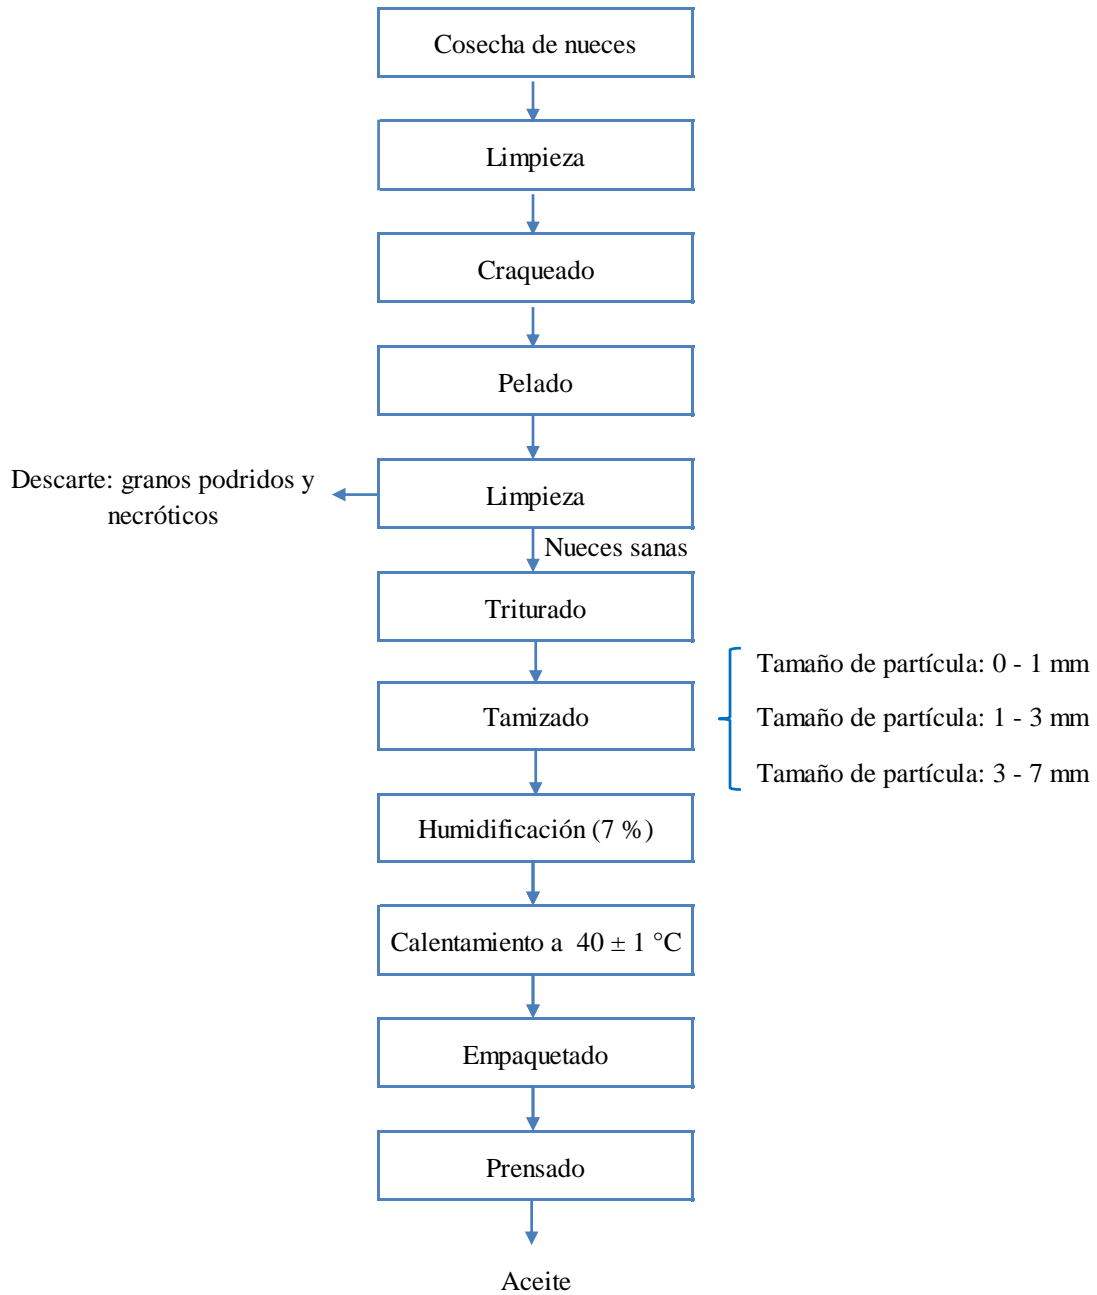 Cosecha de nueces
Limpieza
Craqueado
Pelado
Descarte: granos podridos y
necróticos
Limpieza
Nueces sanas
Triturado
Tamizado
Tamaño de partícula: 0 - 1 mm
Tamaño de partícula: 1 - 3 mm
Tamaño de partícula: 3 - 7 mm
Humidificación (7 %)
Calentamiento a 40 ± 1 °C
Empaquetado
Prensado
Aceite